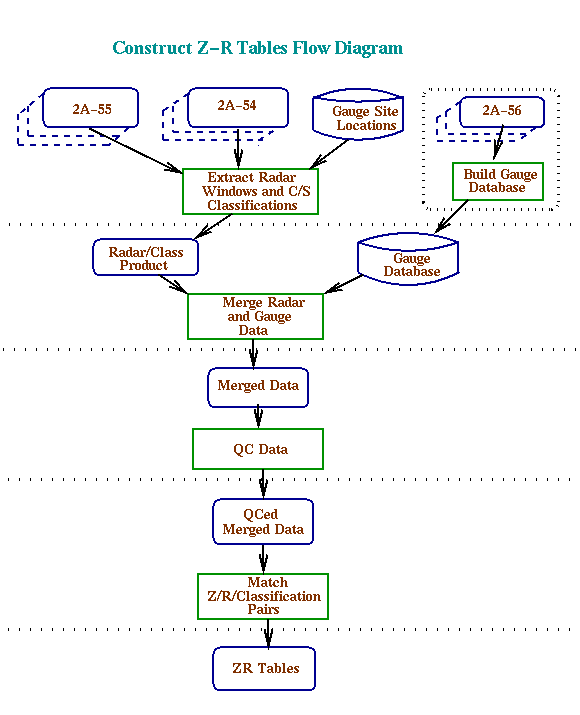 Construct Z-R Tables Flow Diagram
2A-55
2A-54
Gauge Site
Locations
2A-56
Extract Radar
Windows and C/S
Classifications
Build Gauge
Database
Radar/Class
Product
Gauge
Database
Merge Radar
and Gauge
Data
Merged Data
QC Data
QCed
Merged Data
Match
Z/R/Classification
Pairs
ZR Tables